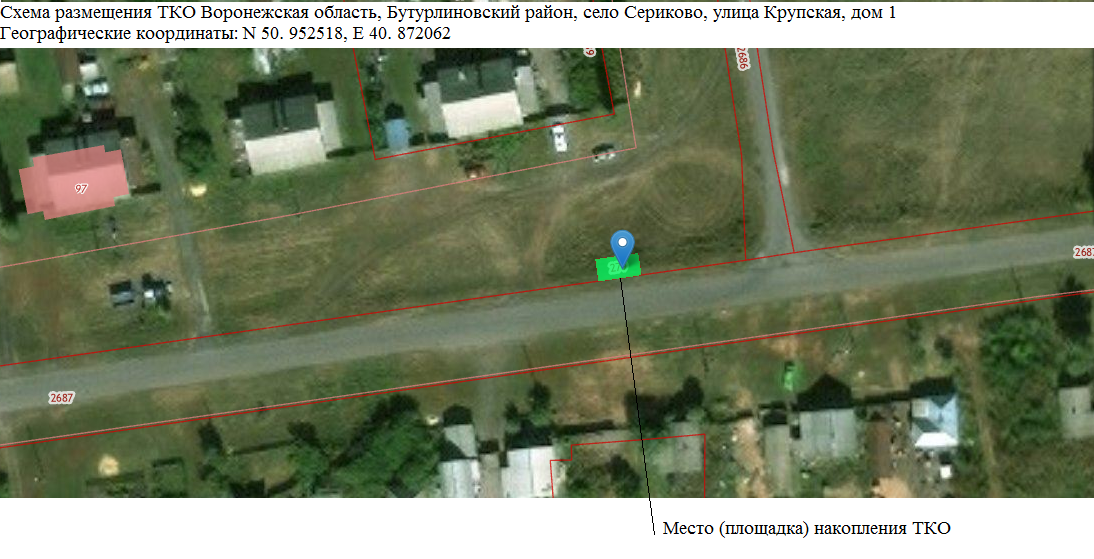 Схема размещения ТКО Воронежская область, Бутурлиновский район, село Сериково, улица Крупская, дом 1
Географические координаты: N 50. 952518, E 40. 872062
2686
97
2687
2687
Место (площадка) накопления ТКО